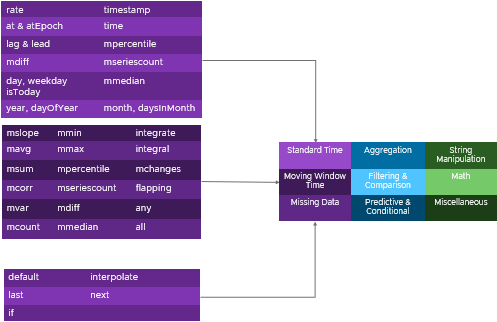 rate timestamp
at & atEpoch time
lag & lead mpercentile
mdiff mseriescount
day, weekday mmedian
isToday
year, dayOfYear month, daysInMonth
mslope mmin integrate
mavg mmax integral
msum mpercentile mchanges
mcorr mseriescount flapping
mvar mdiff any
mcount mmedian all
default interpolate
last next
if
Standard Time Aggregation String
Manipulation
Moving Window Filtering & Math
Time Comparison
Missing Data Predictive & Miscellaneous
Conditional